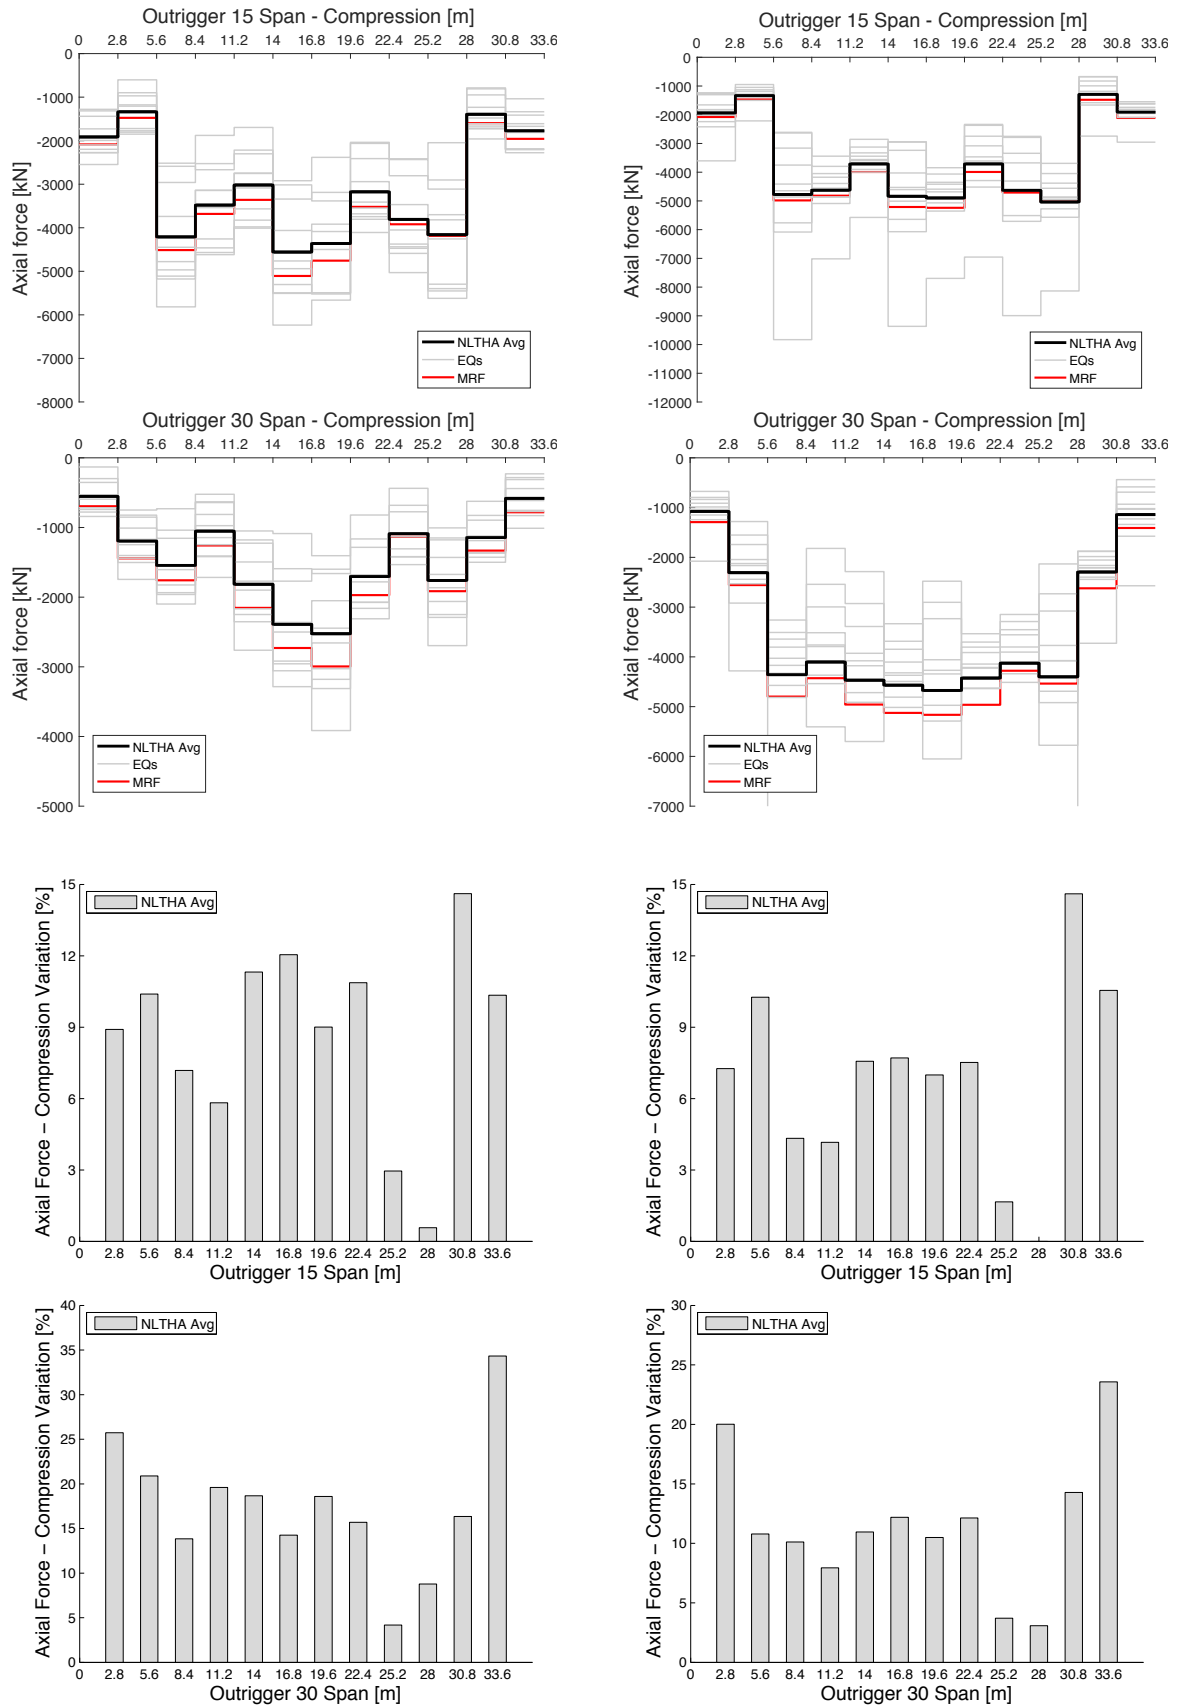 Outrigger 15 Span - Compression [m]
0 2.8 5.6 8.4 11.2 14 16.8 19.6 22.4 25.2 28 30.8 33.6
0
-1000
-2000
-3000
-4000
-5000
-6000
-7000
-8000
Axial force [kN]
NLTHA Avg
EQs
MRF
Outrigger 15 Span - Compression [m]
0 2.8 5.6 8.4 11.2 14 16.8 19.6 22.4 25.2 28 30.8 33.6
0
-1000
-2000
-3000
-4000
-5000
-6000
-7000
-8000
-9000
-10000
-11000
-12000
Axial force [kN]
NLTHA Avg
EQs
MRF
Outrigger 30 Span - Compression [m]
0 2.8 5.6 8.4 11.2 14 16.8 19.6 22.4 25.2 28 30.8 33.6
0
-1000
-2000
-3000
-4000
-5000
Axial force [kN]
NLTHA Avg
EQs
MRF
Outrigger 30 Span - Compression [m]
0 2.8 5.6 8.4 11.2 14 16.8 19.6 22.4 25.2 28 30.8 33.6
0
-1000
-2000
-3000
-4000
-5000
-6000
-7000
Axial force [kN]
NLTHA Avg
EQs
MRF
15
12
9
6
3
0
Axial Force – Compression Variation [%]
NLTHA Avg
0 2.8 5.6 8.4 11.2 14 16.8 19.6 22.4 25.2 28 30.8 33.6
Outrigger 15 Span [m]
15
12
9
6
3
0
Axial Force – Compression Variation [%]
NLTHA Avg
0 2.8 5.6 8.4 11.2 14 16.8 19.6 22.4 25.2 28 30.8 33.6
Outrigger 15 Span [m]
40
35
30
25
20
15
10
5
0
Axial Force – Compression Variation [%]
NLTHA Avg
0 2.8 5.6 8.4 11.2 14 16.8 19.6 22.4 25.2 28 30.8 33.6
Outrigger 30 Span [m]
30
25
20
15
10
5
0
Axial Force – Compression Variation [%]
NLTHA Avg
0 2.8 5.6 8.4 11.2 14 16.8 19.6 22.4 25.2 28 30.8 33.6
Outrigger 30 Span [m]